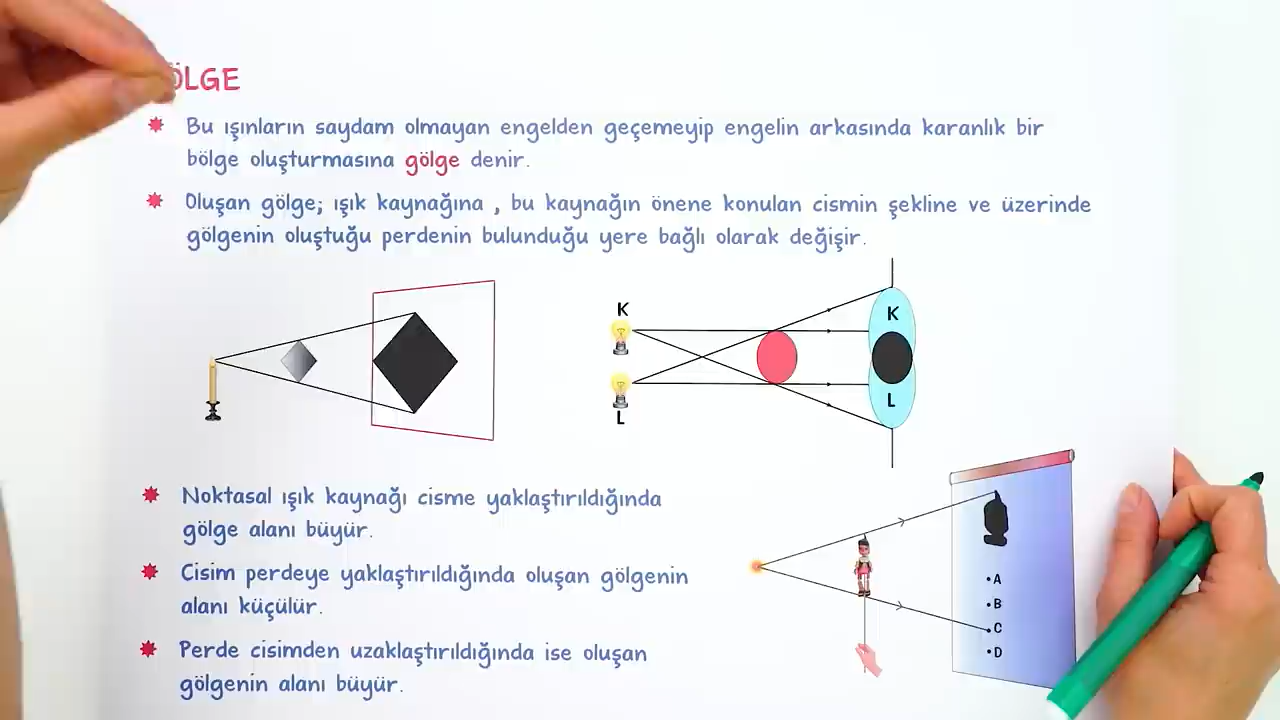 ÖLGE
Bu ışınların saydam olmayan engelden geçemeyip engelin arkasında karanlık bir
bölge oluşturmasına gölge denir.
Oluşan gölge; ışık kaynağına , bu kaynağın önene konulan cismin şekline ve üzerinde
gölgenin oluştuğu perdenin bulunduğu yere bağlı olarak değişir.
K
L
K
L
Noktasal ışık kaynağı cisme yaklaştırıldığında
gölge alanı büyür.
Cisim perdeye yaklaştırıldığında oluşan gölgenin
alanı küçülür.
Perde cisimden uzaklaştırıldığında ise oluşan
gölgenin alanı büyür.
•A
•B
•C
•D